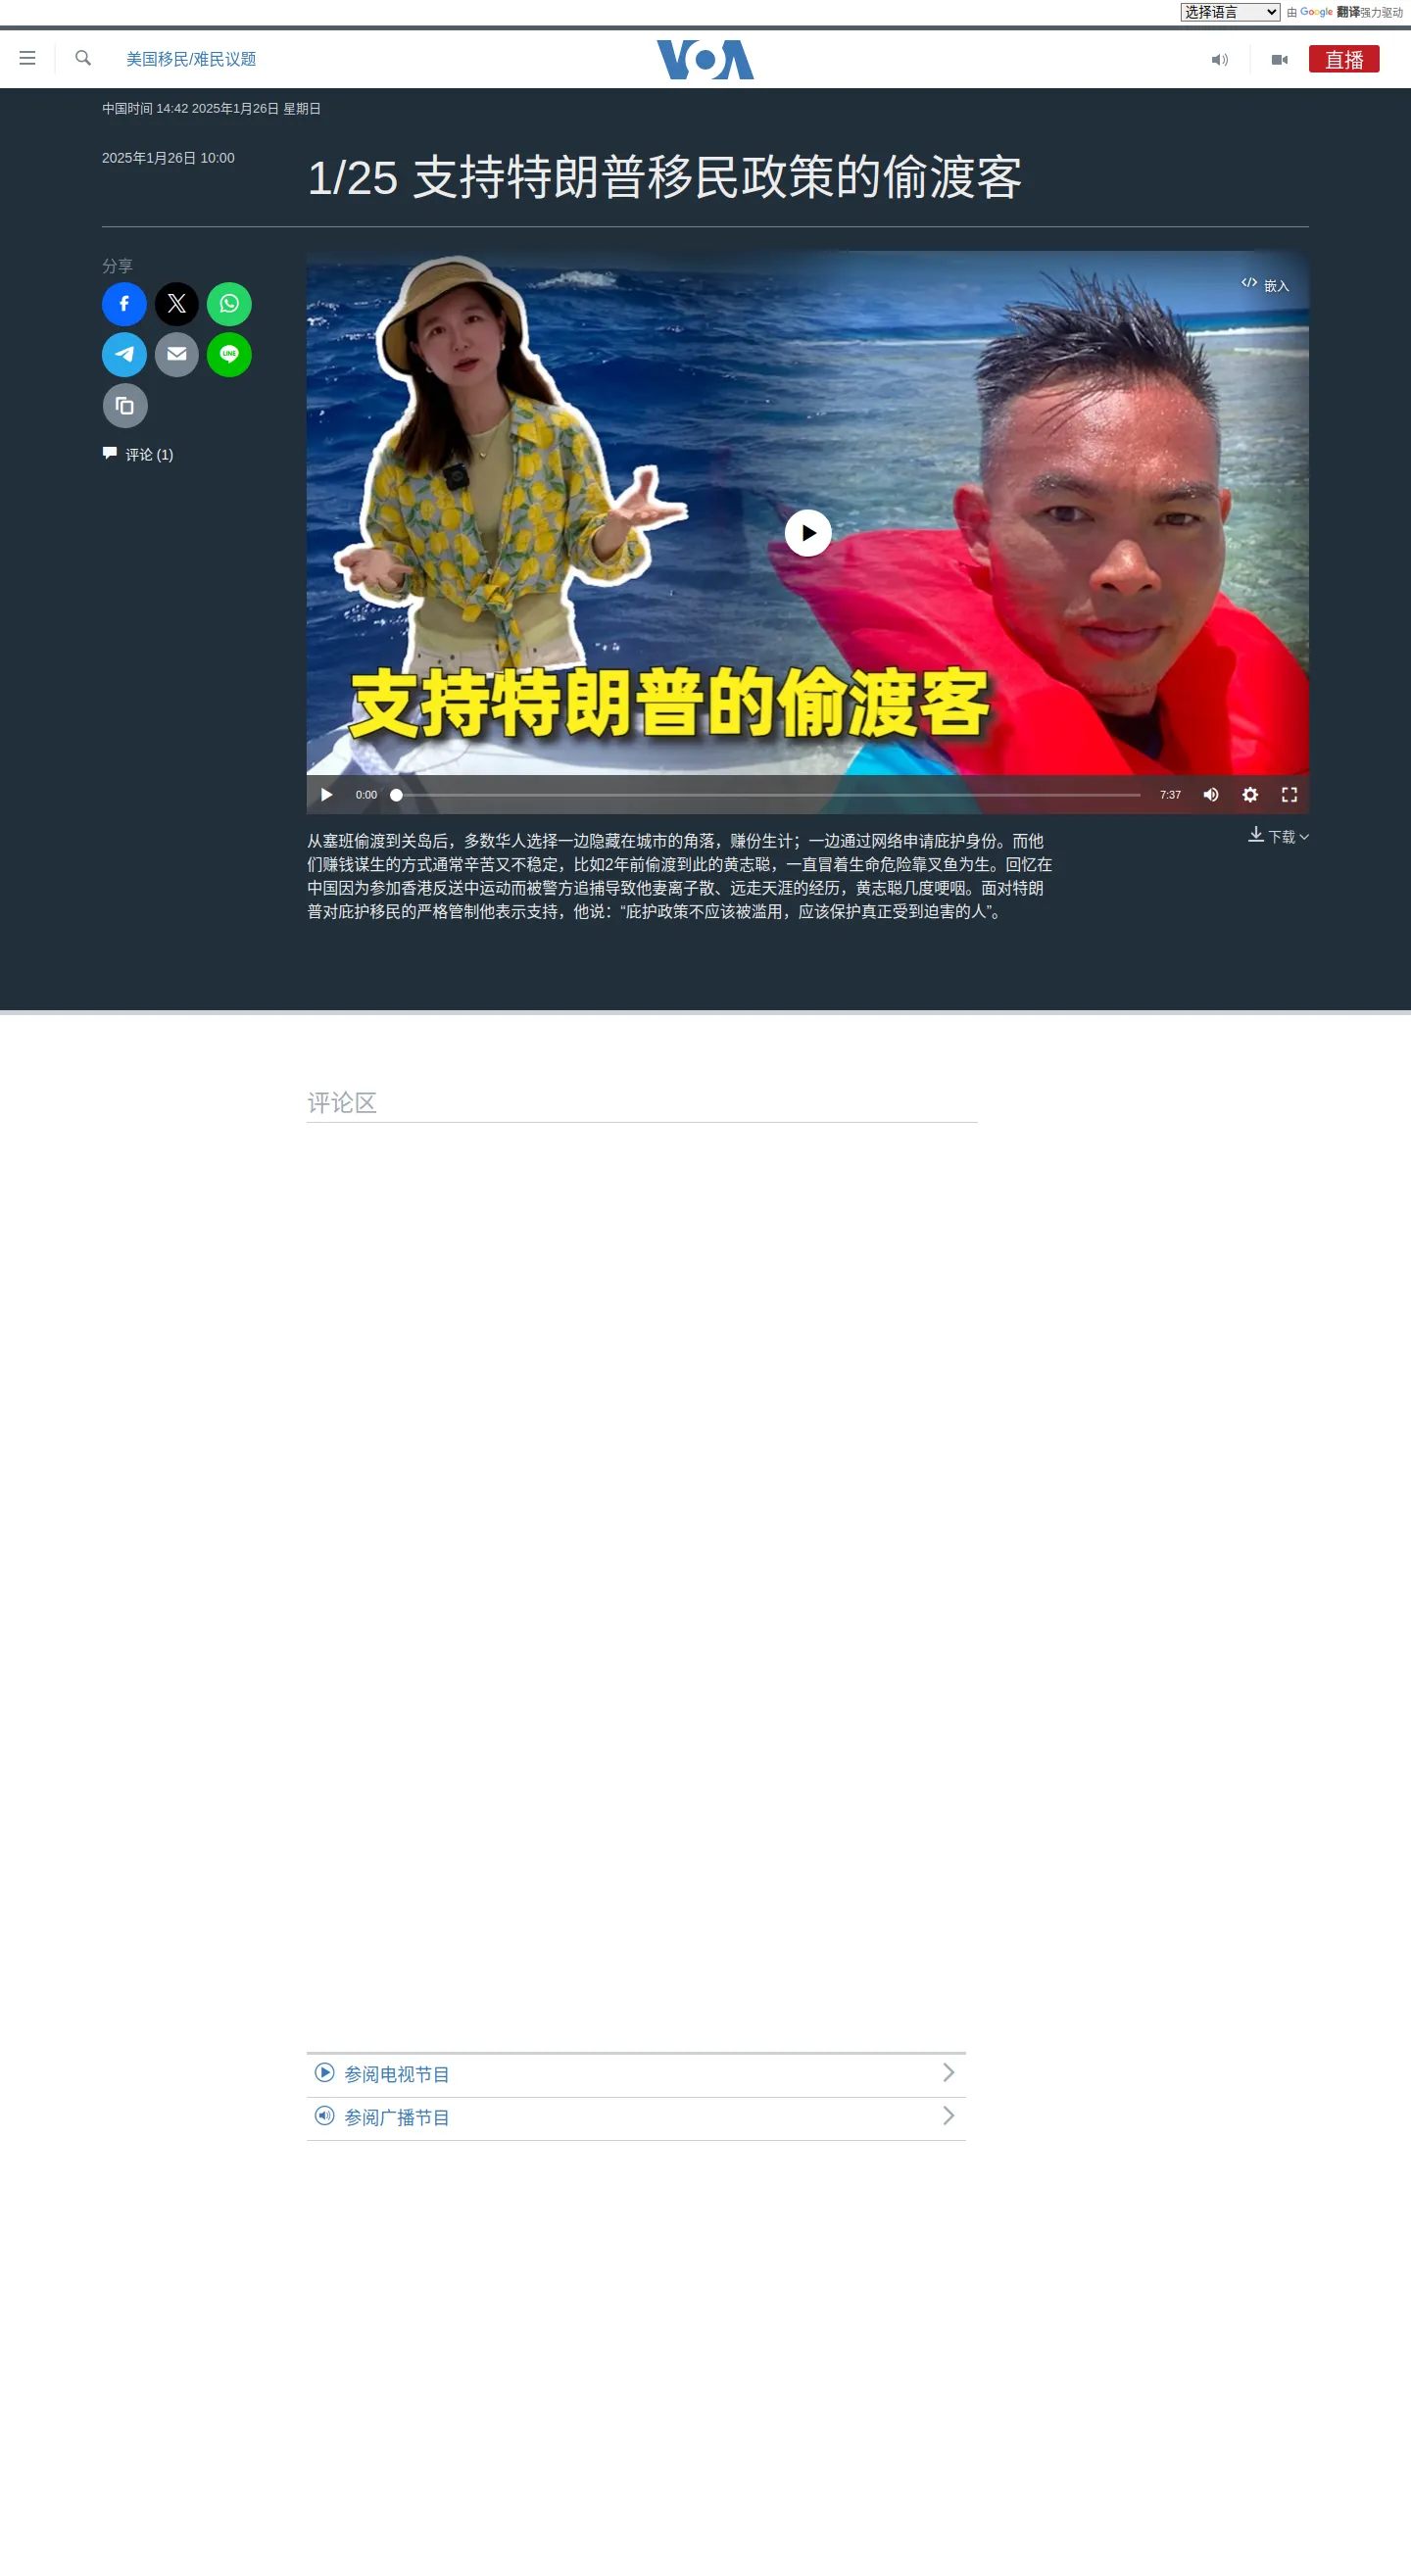 选择语言 由 Google 翻译强力驱动
美国移民/难民议题
VOA
直播
中国时间 14:42 2025年1月26日 星期日
2025年1月26日 10:00
1/25 支持特朗普移民政策的偷渡客
分享
LINE
评论 (1)
嵌入
支持特朗普的偷渡客
0:00
7:37
从塞班偷渡到关岛后，多数华人选择一边隐藏在城市的角落，赚份生计；一边通过网络申请庇护身份。而他
们赚钱谋生的方式通常辛苦又不稳定，比如2年前偷渡到此的黄志聪，一直冒着生命危险靠叉鱼为生。回忆在
中国因为参加香港反送中运动而被警方追捕导致他妻离子散、远走天涯的经历，黄志聪几度哽咽。面对特朗
普对庇护移民的严格管制他表示支持，他说：“庇护政策不应该被滥用，应该保护真正受到迫害的人”。
下载
评论区
参阅电视节目
参阅广播节目